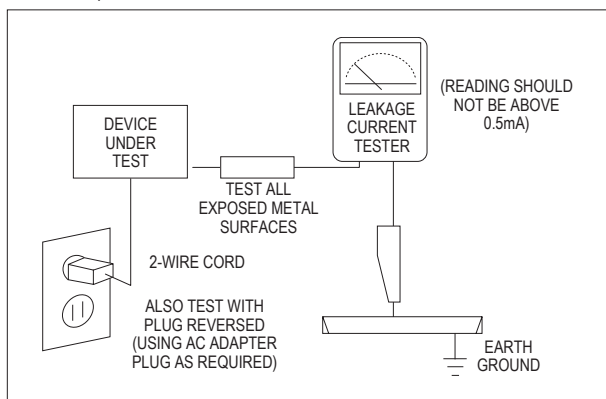 DEVICE
UNDER
TEST
LEAKAGE
CURRENT
TESTER
(READING SHOULD
NOT BE ABOVE
0.5mA)
TEST ALL
EXPOSED METAL
SURFACES
2-WIRE CORD
ALSO TEST WITH
PLUG REVERSED
(USING AC ADAPTER
PLUG AS REQUIRED)
EARTH
GROUND